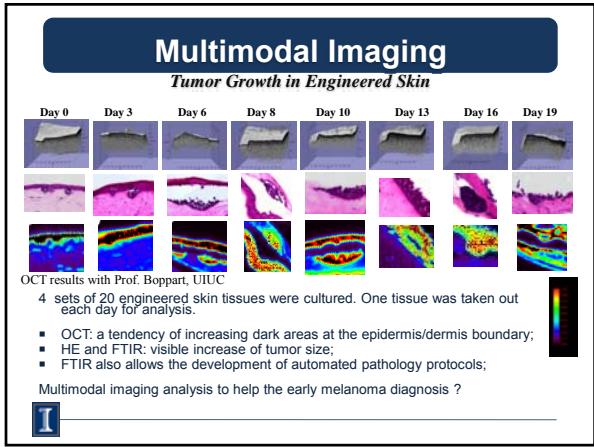 Multimodal Imaging
Tumor Growth in Engineered Skin
Day 0 Day 3 Day 6 Day 8 Day 10 Day 13 Day 16 Day 19
OCT results with Prof. Boppart, UIUC
4 sets of 20 engineered skin tissues were cultured. One tissue was taken out
each day for analysis.
▪ OCT: a tendency of increasing dark areas at the epidermis/dermis boundary;
▪ HE and FTIR: visible increase of tumor size;
▪ FTIR also allows the development of automated pathology protocols;
Multimodal imaging analysis to help the early melanoma diagnosis ?
I